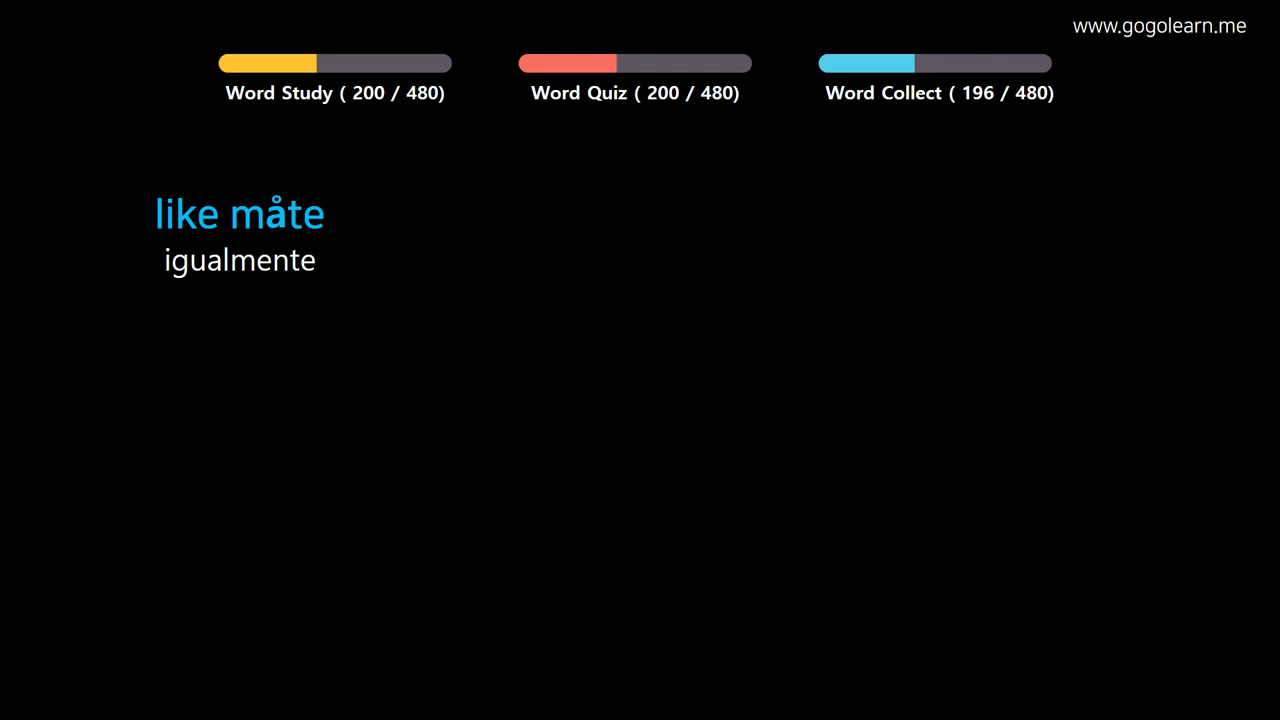 www.gogolearn.me
Word Study ( 200 / 480)
Word Quiz ( 200 / 480)
Word Collect ( 196 / 480)
like måte
igualmente